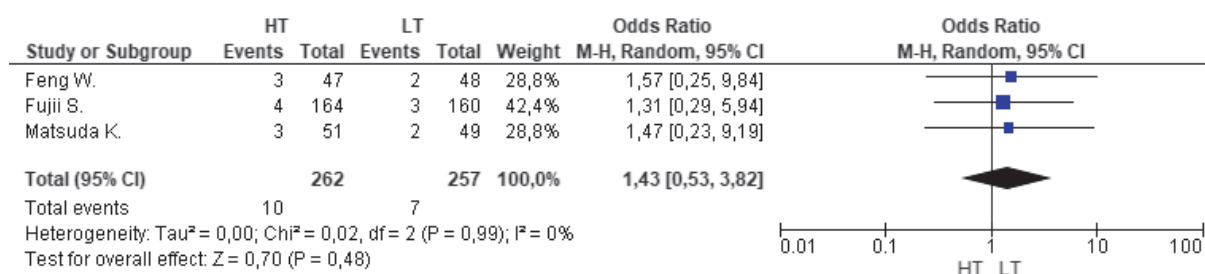 HT LT Odds Ratio Odds Ratio
Study or Subgroup Events Total Events Total Weight M-H, Random, 95% CI M-H, Random, 95% CI
Feng W. 3 47 2 48 28,8% 1,57 [0,25, 9,84]
Fujii S. 4 164 3 160 42,4% 1,31 [0,29, 5,94]
Matsuda K. 3 51 2 49 28,8% 1,47 [0,23, 9,19]
Total (95% CI) 262 257 100,0% 1,43 [0,53, 3,82]
Total events 10 7
Heterogeneity: Tau² = 0,00; Chi² = 0,02, df = 2 (P = 0,99); I² = 0%
Test for overall effect: Z = 0,70 (P = 0,48)
0.01 0.1 1 10 100
HT LT